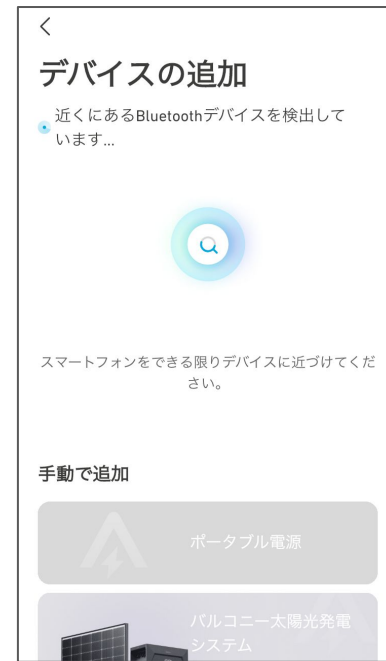 デバイスの追加
近くにあるBluetoothデバイスを検出して
います...
スマートフォンをできる限りデバイスに近づけてくだ
さい。
手動で追加
ポータブル電源
バルコニー太陽光発電
システム